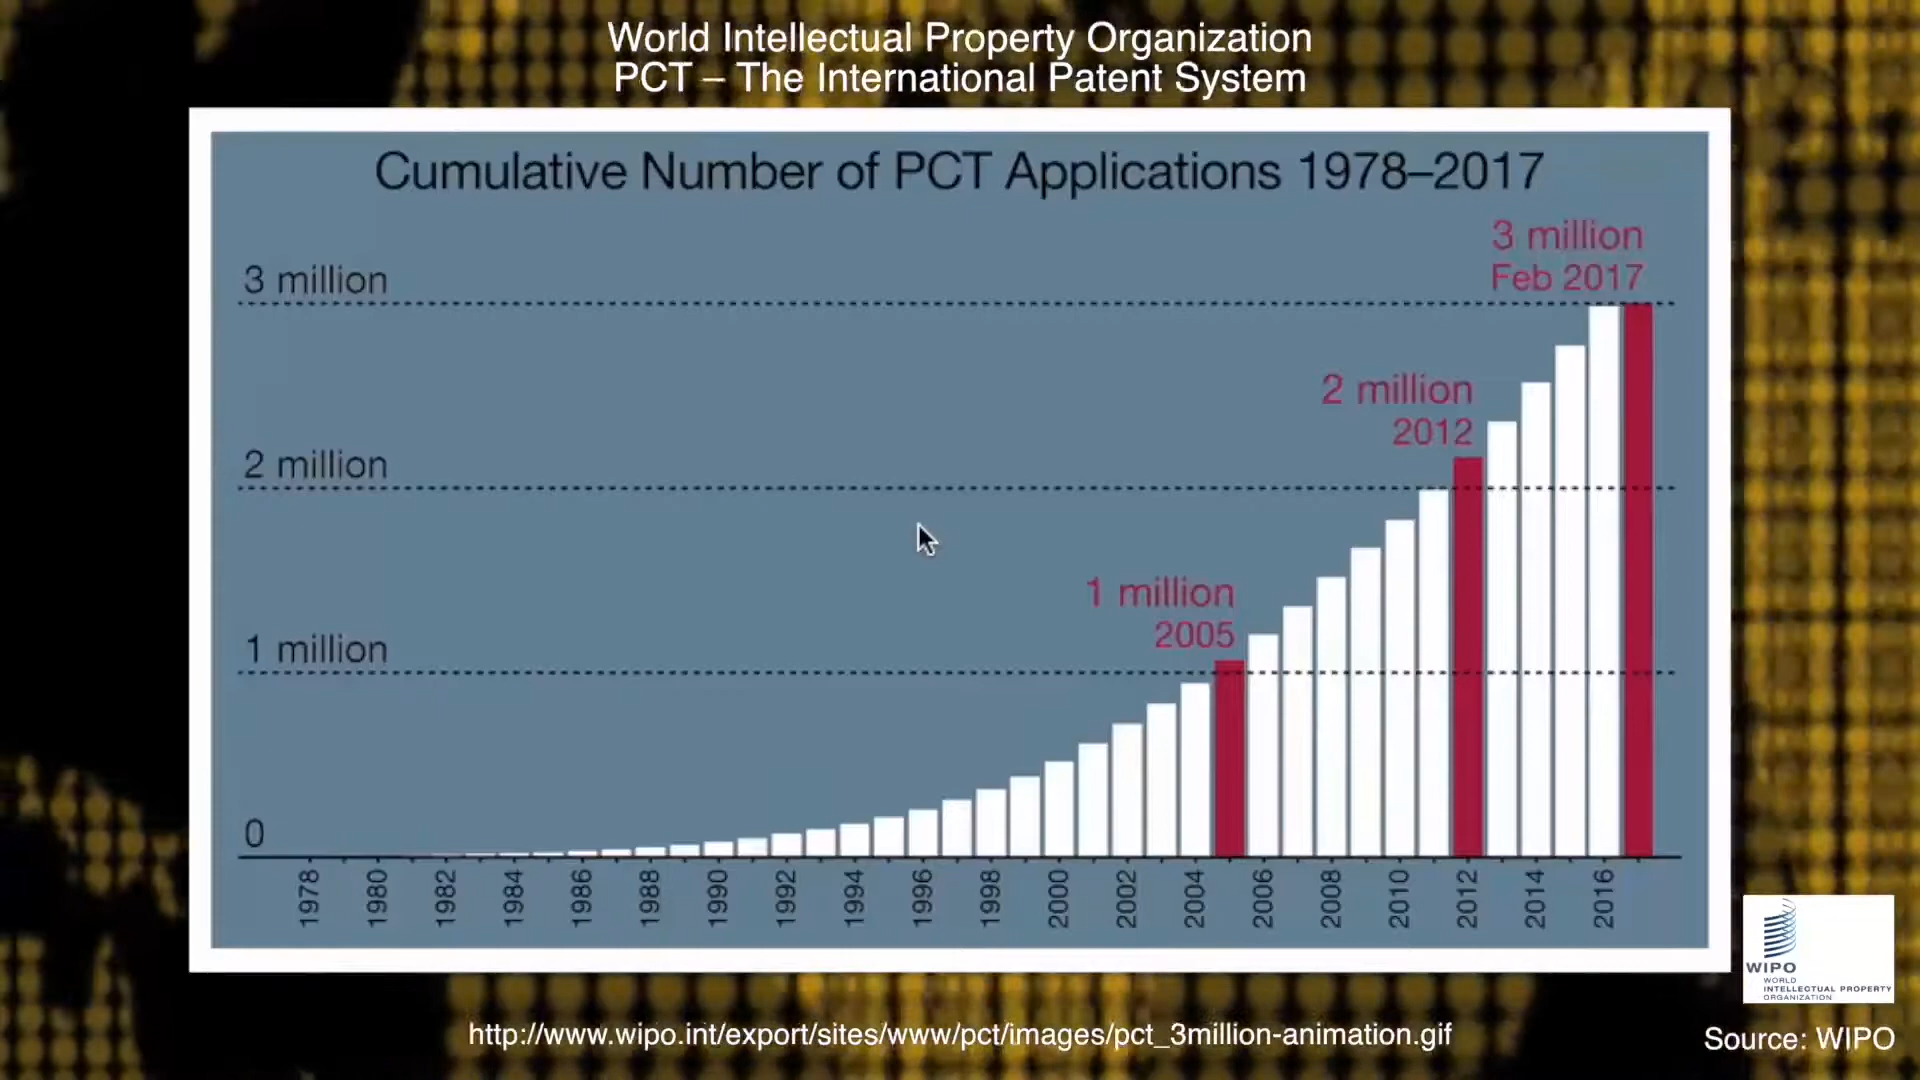 World Intellectual Property Organization
PCT – The International Patent System
Cumulative Number of PCT Applications 1978–2017
3 million
Feb 2017
3 million
2 million
2012
2 million
1 million
2005
1 million
0
1978 1980 1982 1984 1986 1988 1990 1992 1994 1996 1998 2000 2002 2004 2006 2008 2010 2012 2014 2016
WIPO
WORLD
INTELLECTUAL PROPERTY
ORGANIZATION
http://www.wipo.int/export/sites/www/pct/images/pct_3million-animation.gif
Source: WIPO